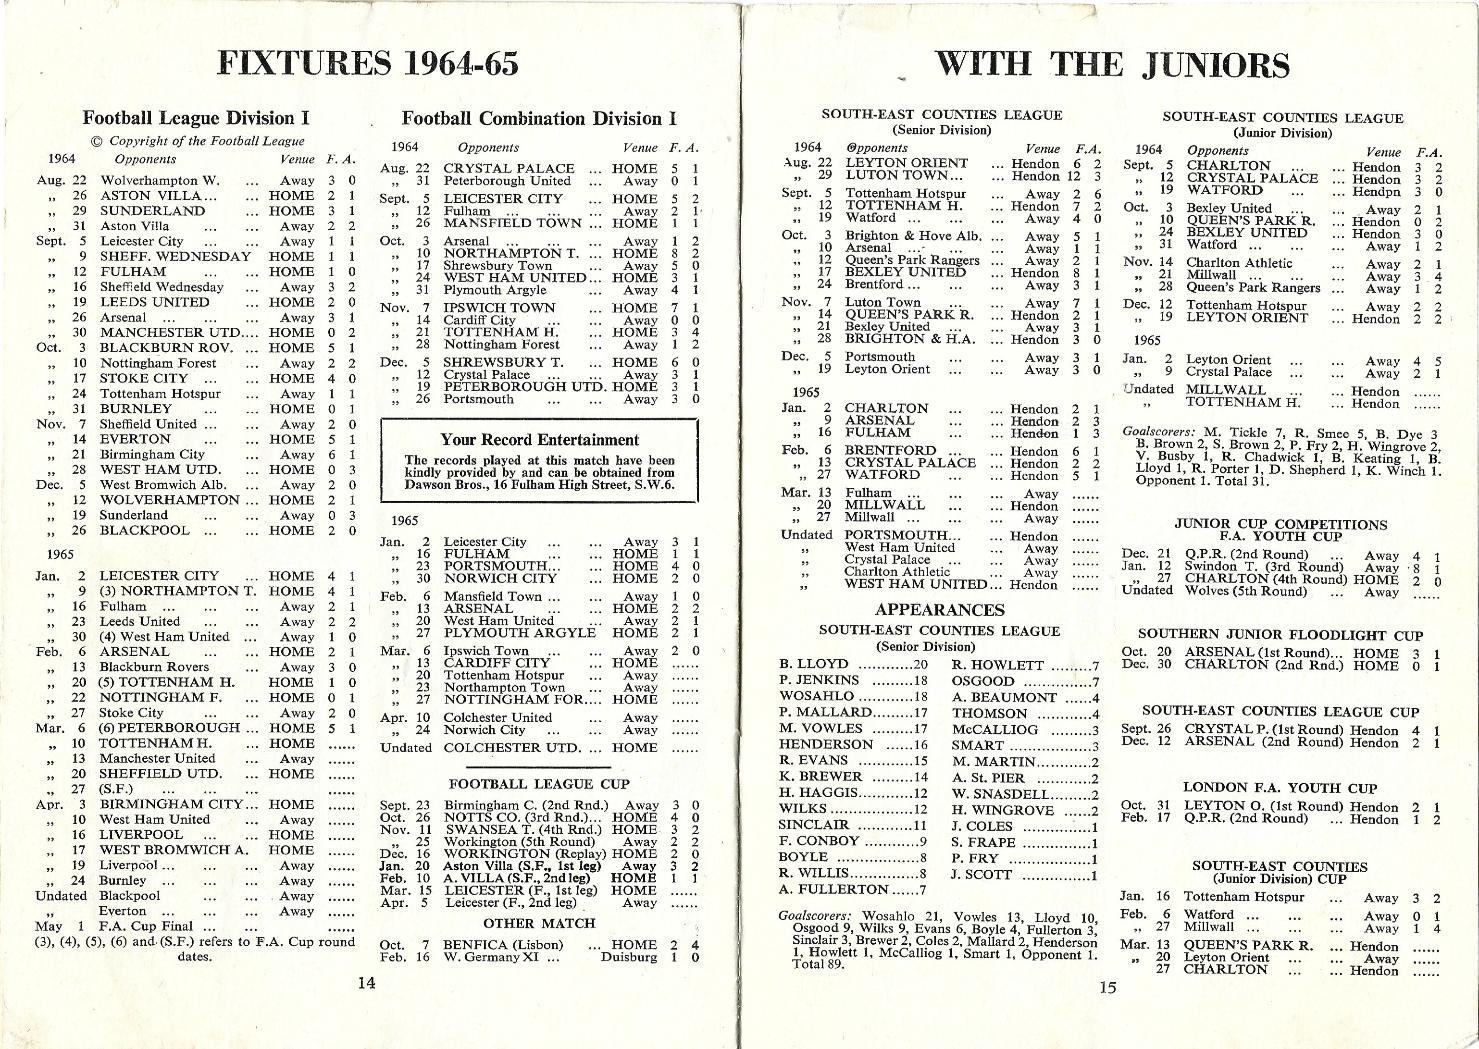 FIXTURES 1964-65
Football League Division I
© Copyright of the Football League
1964 Opponents Venue F. A.
Aug. 22 Wolverhampton W. ... Away 3 0
„ 26 ASTON VILLA... ... HOME 2 1
„ 29 SUNDERLAND ... HOME 3 1
„ 31 Aston Villa ... ... Away 2 2
Sept. 5 Leicester City ... Away 1 1
„ 9 SHEFF. WEDNESDAY HOME 1 1
„ 12 FULHAM ... ... HOME 1 0
„ 16 Sheffield Wednesday ... Away 3 2
„ 19 LEEDS UNITED ... HOME 2 0
„ 26 Arsenal ... ... ... Away 3 1
„ 30 MANCHESTER UTD.... HOME 0 2
Oct. 3 BLACKBURN ROV. ... HOME 5 1
„ 10 Nottingham Forest ... Away 2 2
„ 17 STOKE CITY ... ... HOME 4 0
„ 24 Tottenham Hotspur ... Away 1 1
„ 31 BURNLEY ... ... HOME 0 1
Nov. 7 Sheffield United ... ... Away 2 0
„ 14 EVERTON ... ... HOME 5 1
„ 21 Birmingham City ... Away 6 1
„ 28 WEST HAM UTD. ... HOME 0 3
Dec. 5 West Bromwich Alb. ... Away 2 0
„ 12 WOLVERHAMPTON ... HOME 2 1
„ 19 Sunderland ... ... Away 0 3
„ 26 BLACKPOOL ... ... HOME 2 0
1965
Jan. 2 LEICESTER CITY ... HOME 4 1
„ 9 (3) NORTHAMPTON T. HOME 4 1
„ 16 Fulham ... ... ... Away 2 1
„ 23 Leeds United ... ... Away 2 2
„ 30 (4) West Ham United ... Away 1 0
Feb. 6 ARSENAL ... ... HOME 2 1
„ 13 Blackburn Rovers ... Away 3 0
„ 20 (5) TOTTENHAM H. HOME 1 0
„ 22 NOTTINGHAM F. ... HOME 0 1
„ 27 Stoke City ... ... Away 2 0
Mar. 6 (6) PETERBOROUGH ... HOME 5 1
„ 10 TOTTENHAM H. ... HOME ......
„ 13 Manchester United ... Away ......
„ 20 SHEFFIELD UTD. ... HOME ......
„ 27 (S.F.) ... ... ... ......
Apr. 3 BIRMINGHAM CITY... HOME ......
„ 10 West Ham United ... Away ......
„ 16 LIVERPOOL ... ... HOME ......
„ 17 WEST BROMWICH A. HOME ......
„ 19 Liverpool ... ... ... Away ......
„ 24 Burnley ... ... ... Away ......
Undated Blackpool ... ... Away ......
„ Everton ... ... ... Away ......
May 1 F.A. Cup Final ... ... ......
(3), (4), (5), (6) and (S.F.) refers to F.A. Cup round
dates.
Football Combination Division I
1964 Opponents Venue F. A.
Aug. 22 CRYSTAL PALACE ... HOME 5 1
„ 31 Peterborough United ... Away 0 1
Sept. 5 LEICESTER CITY ... HOME 5 2
„ 12 Fulham ... ... ... Away 2 1
„ 26 MANSFIELD TOWN ... HOME 1 1
Oct. 3 Arsenal ... ... ... Away 1 2
„ 10 NORTHAMPTON T. ... HOME 8 2
„ 17 Shrewsbury Town ... Away 5 0
„ 24 WEST HAM UNITED... HOME 3 1
„ 31 Plymouth Argyle ... Away 4 1
Nov. 7 IPSWICH TOWN ... HOME 7 1
„ 14 Cardiff City ... ... Away 0 0
„ 21 TOTTENHAM H. ... HOME 3 4
„ 28 Nottingham Forest ... Away 1 2
Dec. 5 SHREWSBURY T. ... HOME 6 0
„ 12 Crystal Palace ... ... Away 3 1
„ 19 PETERBOROUGH UTD. HOME 3 1
„ 26 Portsmouth ... ... Away 3 0
Your Record Entertainment
The records played at this match have been
kindly provided by and can be obtained from
Dawson Bros., 16 Fulham High Street, S.W.6.
1965
Jan. 2 Leicester City ... ... Away 3 1
„ 16 FULHAM ... ... HOME 1 1
„ 23 PORTSMOUTH... ... HOME 4 0
„ 30 NORWICH CITY ... HOME 2 0
Feb. 6 Mansfield Town ... ... Away 1 0
„ 13 ARSENAL ... ... HOME 2 2
„ 20 West Ham United ... Away 2 1
„ 27 PLYMOUTH ARGYLE HOME 2 1
Mar. 6 Ipswich Town ... ... Away 2 0
„ 13 CARDIFF CITY ... HOME ......
„ 20 Tottenham Hotspur ... Away ......
„ 23 Northampton Town ... Away ......
„ 27 NOTTINGHAM FOR.... HOME ......
Apr. 10 Colchester United ... Away ......
„ 24 Norwich City ... ... Away ......
Undated COLCHESTER UTD. ... HOME ......
FOOTBALL LEAGUE CUP
Sept. 23 Birmingham C. (2nd Rnd.) Away 3 0
Oct. 26 NOTTS CO. (3rd Rnd.)... HOME 4 0
Nov. 11 SWANSEA T. (4th Rnd.) HOME 3 2
„ 25 Workington (5th Round) Away 2 2
Dec. 16 WORKINGTON (Replay) HOME 2 0
Jan. 20 Aston Villa (S.F., 1st leg) Away 3 2
Feb. 10 A. VILLA (S.F., 2nd leg) HOME 1 1
Mar. 15 LEICESTER (F., 1st leg) HOME ......
Apr. 5 Leicester (F., 2nd leg) Away ......
OTHER MATCH
Oct. 7 BENFICA (Lisbon) ... HOME 2 4
Feb. 16 W. Germany XI ... Duisburg 1 0
14
WITH THE JUNIORS
SOUTH-EAST COUNTIES LEAGUE
(Senior Division)
1964 Opponents Venue F.A.
Aug. 22 LEYTON ORIENT ... Hendon 6 2
„ 29 LUTON TOWN... ... Hendon 12 3
Sept. 5 Tottenham Hotspur ... Away 2 6
„ 12 TOTTENHAM H. ... Hendon 7 2
„ 19 Watford ... ... ... Away 4 0
Oct. 3 Brighton & Hove Alb. ... Away 5 1
„ 10 Arsenal ... ... ... Away 1 1
„ 12 Queen's Park Rangers ... Away 2 1
„ 17 BEXLEY UNITED ... Hendon 8 1
„ 24 Brentford ... ... ... Away 3 1
Nov. 7 Luton Town ... ... Away 7 1
„ 14 QUEEN'S PARK R. ... Hendon 2 1
„ 21 Bexley United ... ... Away 3 1
„ 28 BRIGHTON & H.A. ... Hendon 3 0
Dec. 5 Portsmouth ... ... Away 3 1
„ 19 Leyton Orient ... ... Away 3 0
1965
Jan. 2 CHARLTON ... ... Hendon 2 1
„ 9 ARSENAL ... ... Hendon 2 3
„ 16 FULHAM ... ... Hendon 1 3
Feb. 6 BRENTFORD ... ... Hendon 6 1
„ 13 CRYSTAL PALACE ... Hendon 2 2
„ 27 WATFORD ... ... Hendon 5 1
Mar. 13 Fulham ... ... ... Away ......
„ 20 MILLWALL ... ... Hendon ......
„ 27 Millwall ... ... ... Away ......
Undated PORTSMOUTH... ... Hendon ......
„ West Ham United ... Away ......
„ Crystal Palace ... ... Away ......
„ Charlton Athletic ... Away ......
„ WEST HAM UNITED... Hendon ......
APPEARANCES
SOUTH-EAST COUNTIES LEAGUE
(Senior Division)
B. LLOYD ............20 R. HOWLETT .........7
P. JENKINS .........18 OSGOOD ...............7
WOSAHLO ............18 A. BEAUMONT ......4
P. MALLARD.........17 THOMSON ............4
M. VOWLES .........17 McCALLIOG .........3
HENDERSON .........16 SMART ..................3
R. EVANS ............15 M. MARTIN............2
K. BREWER .........14 A. St. PIER ............2
H. HAGGIS............12 W. SNASDELL.........2
WILKS ..................12 H. WINGROVE ......2
SINCLAIR ............11 J. COLES ...............1
F. CONBOY ............9 S. FRAPE ...............1
BOYLE ..................8 P. FRY ..................1
R. WILLIS...............8 J. SCOTT ...............1
A. FULLERTON ......7
Goalscorers: Wosahlo 21, Vowles 13, Lloyd 10,
Osgood 9, Wilks 9, Evans 6, Boyle 4, Fullerton 3,
Sinclair 3, Brewer 2, Coles 2, Mallard 2, Henderson
1, Howlett 1, McCalliog 1, Smart 1, Opponent 1.
Total 89.
SOUTH-EAST COUNTIES LEAGUE
(Junior Division)
1964 Opponents Venue F.A.
Sept. 5 CHARLTON ... ... Hendon 3 2
„ 12 CRYSTAL PALACE ... Hendon 3 2
„ 19 WATFORD ... ... Hendon 3 0
Oct. 3 Bexley United ... ... Away 2 1
„ 10 QUEEN'S PARK R. ... Hendon 0 2
„ 24 BEXLEY UNITED ... Hendon 3 0
„ 31 Watford ... ... ... Away 1 2
Nov. 14 Charlton Athletic ... Away 2 1
„ 21 Millwall ... ... ... Away 3 4
„ 28 Queen's Park Rangers ... Away 1 2
Dec. 12 Tottenham Hotspur ... Away 2 2
„ 19 LEYTON ORIENT ... Hendon 2 2
1965
Jan. 2 Leyton Orient ... ... Away 4 5
„ 9 Crystal Palace ... ... Away 2 1
Undated MILLWALL ... Hendon ......
„ TOTTENHAM H. ... Hendon ......
Goalscorers: M. Tickle 7, R. Smee 5, B. Dye 3
B. Brown 2, S. Brown 2, P. Fry 2, H. Wingrove 2,
V. Busby 1, R. Chadwick 1, B. Keating 1, B.
Lloyd 1, R. Porter 1, D. Shepherd 1, K. Winch 1.
Opponent 1. Total 31.
JUNIOR CUP COMPETITIONS
F.A. YOUTH CUP
Dec. 21 Q.P.R. (2nd Round) ... Away 4 1
Jan. 12 Swindon T. (3rd Round) Away 8 1
„ 27 CHARLTON (4th Round) HOME 2 0
Undated Wolves (5th Round) ... Away ......
SOUTHERN JUNIOR FLOODLIGHT CUP
Oct. 20 ARSENAL (1st Round)... HOME 3 1
Dec. 30 CHARLTON (2nd Rnd.) HOME 0 1
SOUTH-EAST COUNTIES LEAGUE CUP
Sept. 26 CRYSTAL P. (1st Round) Hendon 4 1
Dec. 12 ARSENAL (2nd Round) Hendon 2 1
LONDON F.A. YOUTH CUP
Oct. 31 LEYTON O. (1st Round) Hendon 2 1
Feb. 17 Q.P.R. (2nd Round) ... Hendon 1 2
SOUTH-EAST COUNTIES
(Junior Division) CUP
Jan. 16 Tottenham Hotspur ... Away 3 2
Feb. 6 Watford ... ... ... Away 0 1
„ 27 Millwall ... ... ... Away 1 4
Mar. 13 QUEEN'S PARK R. ... Hendon ......
„ 20 Leyton Orient ... ... Away ......
27 CHARLTON ... ... Hendon ......
15